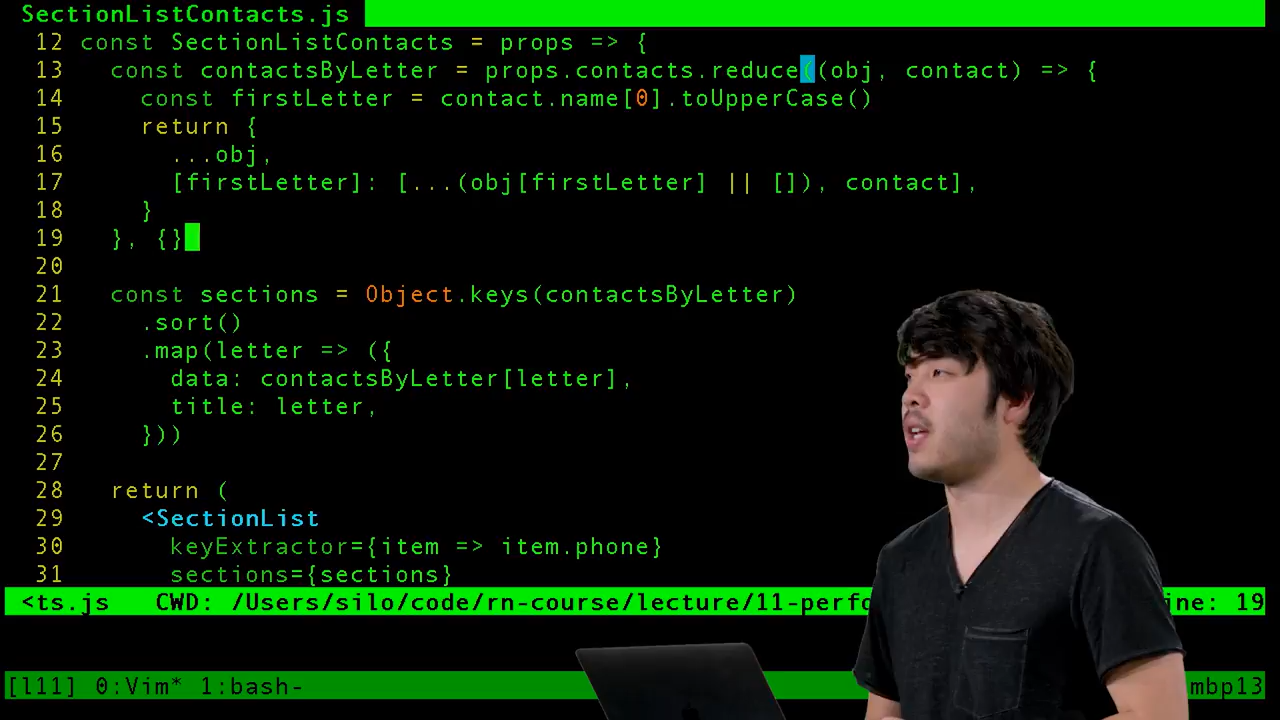 SectionListContacts.js
12 const SectionListContacts = props => {
13 const contactsByLetter = props.contacts.reduce((obj, contact) => {
14 const firstLetter = contact.name[0].toUpperCase()
15 return {
16 ...obj,
17 [firstLetter]: [...(obj[firstLetter] || []), contact],
18 }
19 }, {}
20
21 const sections = Object.keys(contactsByLetter)
22 .sort()
23 .map(letter => ({
24 data: contactsByLetter[letter],
25 title: letter,
26 }))
27
28 return (
29 <SectionList
30 keyExtractor={item => item.phone}
31 sections={sections}
<ts.js CWD: /Users/silo/code/rn-course/lecture/11-perfo ine: 19
[l11] 0:Vim* 1:bash- mbp13